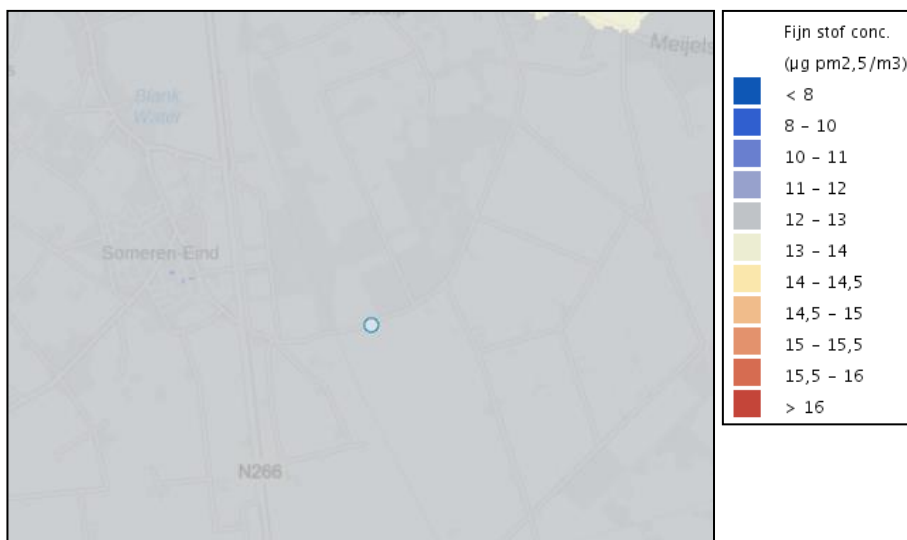 Meijels
Blank
Water
Someren-Eind
N266
Fijn stof conc.
(µg pm2,5/m3)
< 8
8 – 10
10 – 11
11 – 12
12 – 13
13 – 14
14 – 14,5
14,5 – 15
15 – 15,5
15,5 – 16
> 16